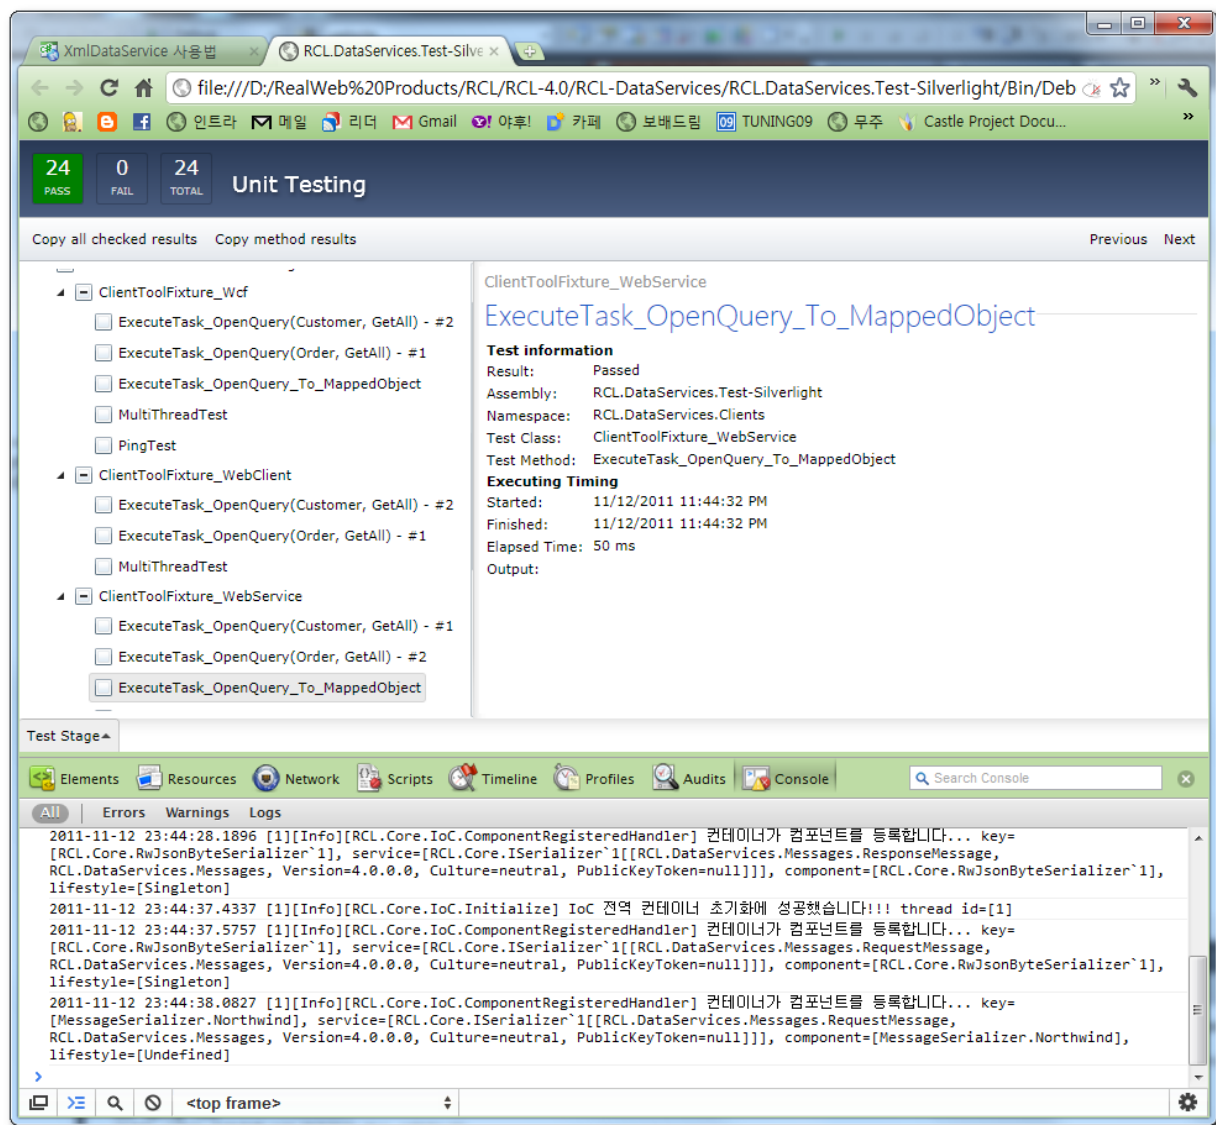 XmlDataService 사용법
RCL.DataServices.Test-Silve
file:///D:/RealWeb%20Products/RCL/RCL-4.0/RCL-DataServices/RCL.DataServices.Test-Silverlight/Bin/Deb
인트라 메일 리더 Gmail 야후! 카페 보배드림 TUNING09 무주 Castle Project Docu...
24 PASS
0 FAIL
24 TOTAL
Unit Testing
Copy all checked results Copy method results Previous Next
ClientToolFixture_Wcf
ExecuteTask_OpenQuery(Customer, GetAll) - #2
ExecuteTask_OpenQuery(Order, GetAll) - #1
ExecuteTask_OpenQuery_To_MappedObject
MultiThreadTest
PingTest
ClientToolFixture_WebClient
ExecuteTask_OpenQuery(Customer, GetAll) - #2
ExecuteTask_OpenQuery(Order, GetAll) - #1
MultiThreadTest
ClientToolFixture_WebService
ExecuteTask_OpenQuery(Customer, GetAll) - #1
ExecuteTask_OpenQuery(Order, GetAll) - #2
ExecuteTask_OpenQuery_To_MappedObject
ClientToolFixture_WebService
ExecuteTask_OpenQuery_To_MappedObject
Test information
Result: Passed
Assembly: RCL.DataServices.Test-Silverlight
Namespace: RCL.DataServices.Clients
Test Class: ClientToolFixture_WebService
Test Method: ExecuteTask_OpenQuery_To_MappedObject
Executing Timing
Started: 11/12/2011 11:44:32 PM
Finished: 11/12/2011 11:44:32 PM
Elapsed Time: 50 ms
Output:
Test Stage
Elements Resources Network Scripts Timeline Profiles Audits Console Search Console
All Errors Warnings Logs
2011-11-12 23:44:28.1896 [1][Info][RCL.Core.IoC.ComponentRegisteredHandler] 컨테이너가 컴포넌트를 등록합니다... key=
[RCL.Core.RwJsonByteSerializer`1], service=[RCL.Core.ISerializer`1[[RCL.DataServices.Messages.ResponseMessage,
RCL.DataServices.Messages, Version=4.0.0.0, Culture=neutral, PublicKeyToken=null]]], component=[RCL.Core.RwJsonByteSerializer`1],
lifestyle=[Singleton]
2011-11-12 23:44:37.4337 [1][Info][RCL.Core.IoC.Initialize] IoC 전역 컨테이너 초기화에 성공했습니다!!! thread id=[1]
2011-11-12 23:44:37.5757 [1][Info][RCL.Core.IoC.ComponentRegisteredHandler] 컨테이너가 컴포넌트를 등록합니다... key=
[RCL.Core.RwJsonByteSerializer`1], service=[RCL.Core.ISerializer`1[[RCL.DataServices.Messages.RequestMessage,
RCL.DataServices.Messages, Version=4.0.0.0, Culture=neutral, PublicKeyToken=null]]], component=[RCL.Core.RwJsonByteSerializer`1],
lifestyle=[Singleton]
2011-11-12 23:44:38.0827 [1][Info][RCL.Core.IoC.ComponentRegisteredHandler] 컨테이너가 컴포넌트를 등록합니다... key=
[MessageSerializer.Northwind], service=[RCL.Core.ISerializer`1[[RCL.DataServices.Messages.RequestMessage,
RCL.DataServices.Messages, Version=4.0.0.0, Culture=neutral, PublicKeyToken=null]]], component=[MessageSerializer.Northwind],
lifestyle=[Undefined]
<top frame>